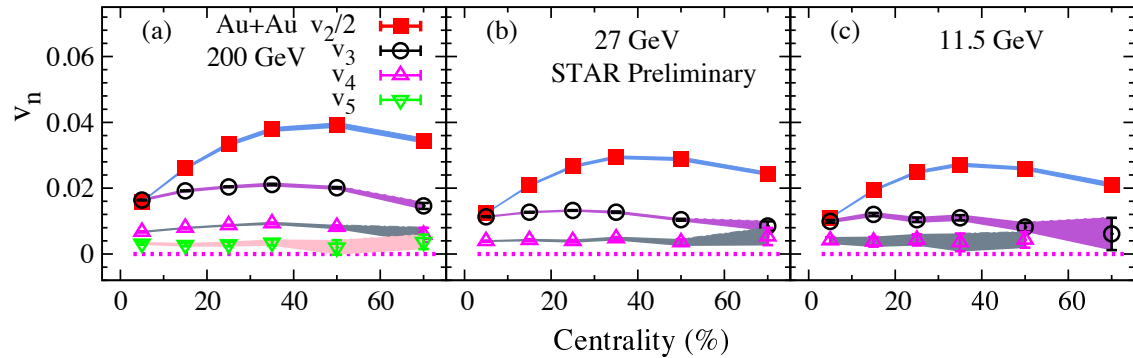 (a) Au+Au v2/2
200 GeV v3
v4
v5
(b) 27 GeV
STAR Preliminary
(c) 11.5 GeV
vn
0.06
0.04
0.02
0
0 20 40 60
0 20 40 60
0 20 40 60
Centrality (%)